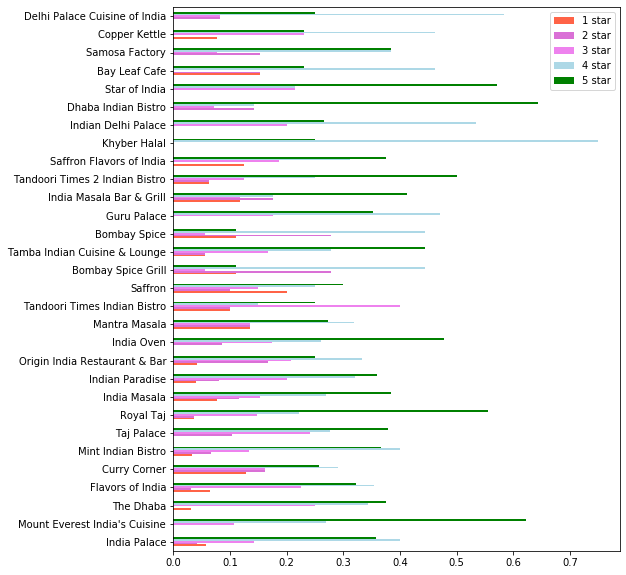 Delhi Palace Cuisine of India
Copper Kettle
Samosa Factory
Bay Leaf Cafe
Star of India
Dhaba Indian Bistro
Indian Delhi Palace
Khyber Halal
Saffron Flavors of India
Tandoori Times 2 Indian Bistro
India Masala Bar & Grill
Guru Palace
Bombay Spice
Tamba Indian Cuisine & Lounge
Bombay Spice Grill
Saffron
Tandoori Times Indian Bistro
Mantra Masala
India Oven
Origin India Restaurant & Bar
Indian Paradise
India Masala
Royal Taj
Taj Palace
Mint Indian Bistro
Curry Corner
Flavors of India
The Dhaba
Mount Everest India's Cuisine
India Palace
0.0 0.1 0.2 0.3 0.4 0.5 0.6 0.7
1 star
2 star
3 star
4 star
5 star